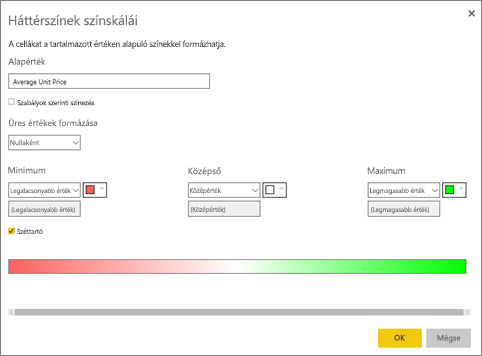 Háttérszínek színskálái
A cellákat a tartalmazott értéken alapuló színekkel formázhatja.
Alapérték
Average Unit Price
Szabályok szerinti színezés
Üres értékek formázása
Nullaként
Minimum Középső Maximum
Legalacsonyabb érték Középérték Legmagasabb érték
(Legalacsonyabb érték) (Középérték) (Legmagasabb érték)
Széttartó
OK Mégse